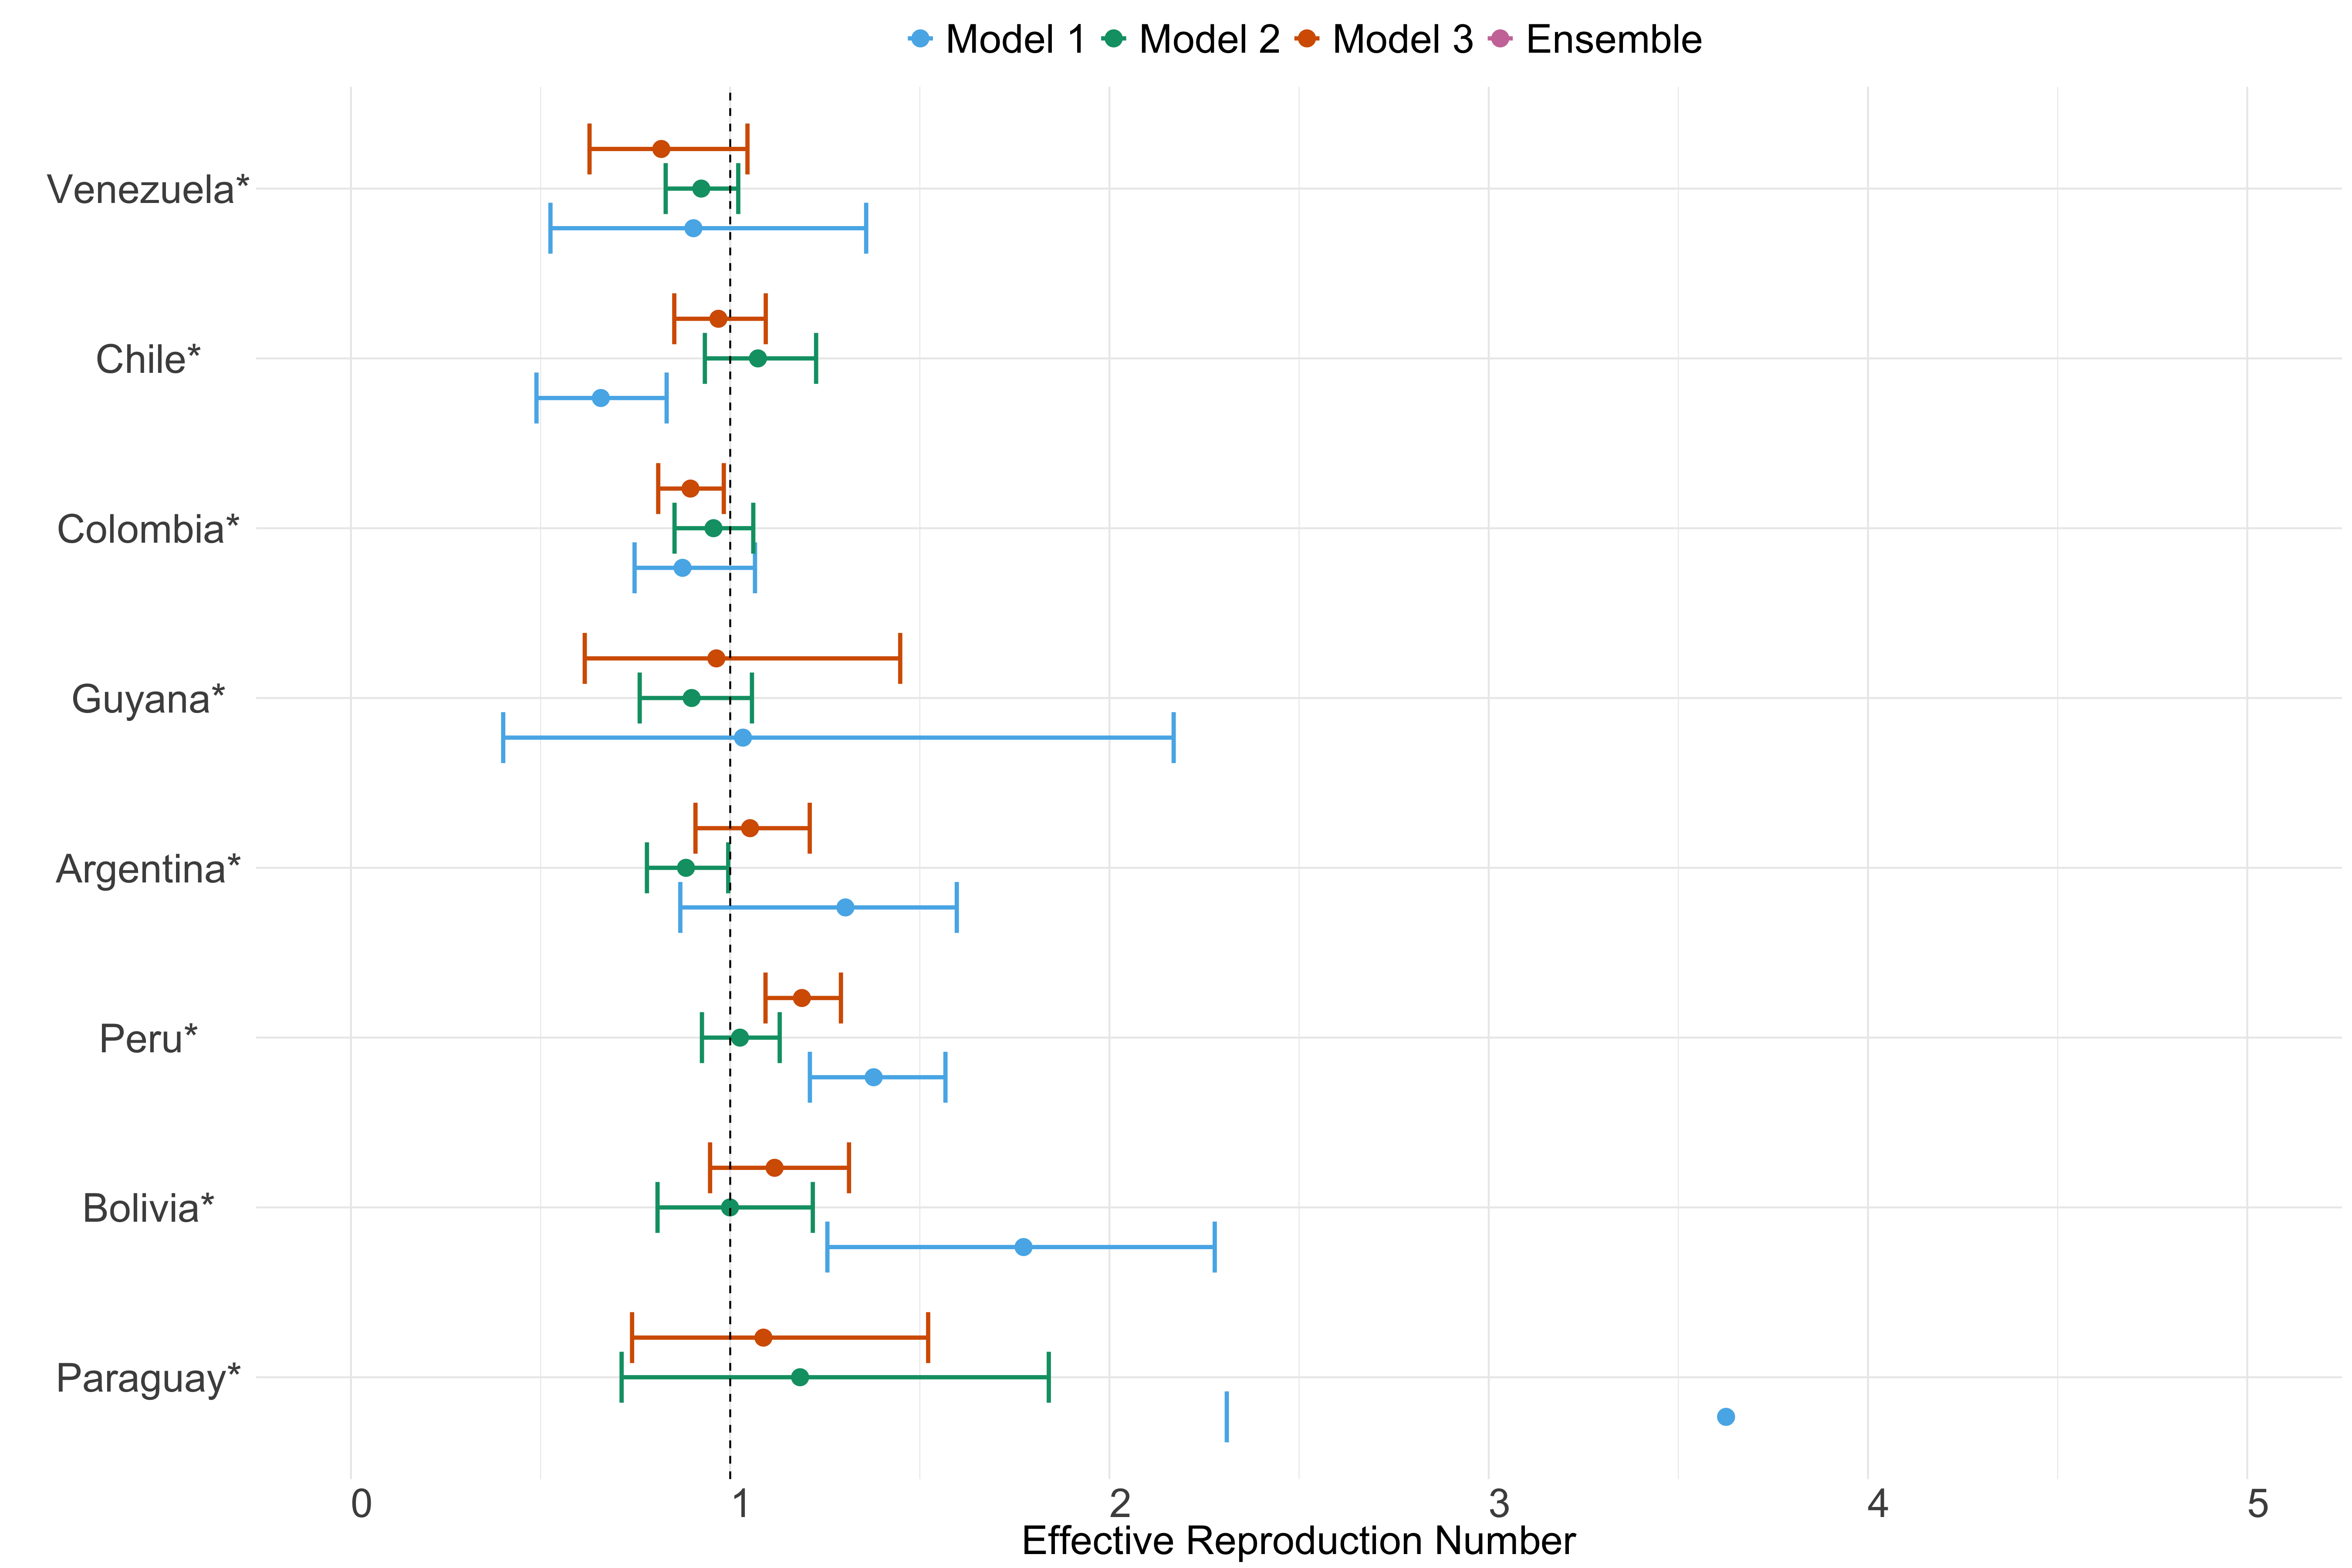 Model 1 Model 2 Model 3 Ensemble
Venezuela*
Chile*
Colombia*
Guyana*
Argentina*
Peru*
Bolivia*
Paraguay*
0 1 2 3 4 5
Effective Reproduction Number